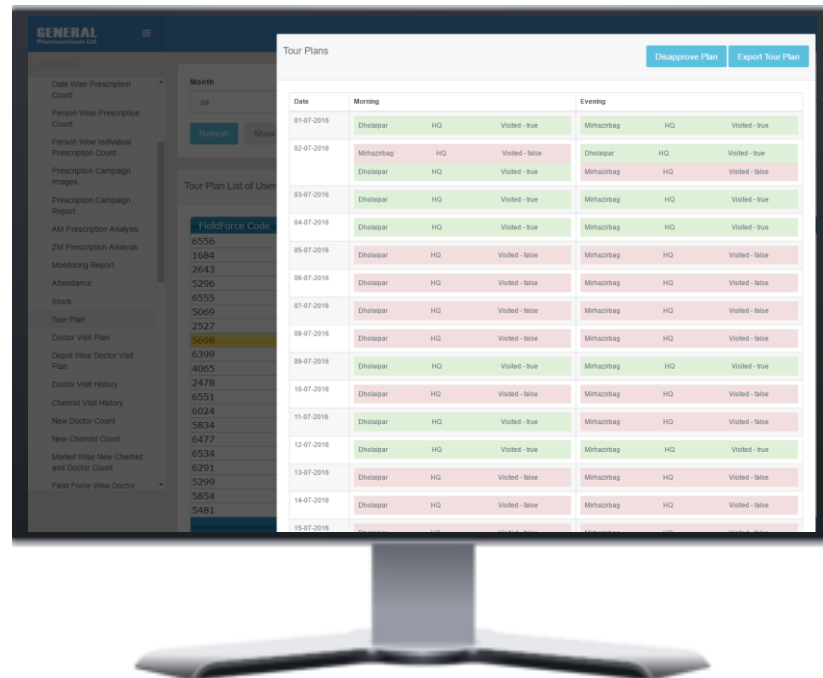 GENERAL
Pharmaceuticals Ltd.
Date Wise Prescription
Count
Person Wise Prescription
Count
Person Wise Individual
Prescription Count
Prescription Campaign
Images
Prescription Campaign
Report
AM Prescription Analysis
ZM Prescription Analysis
Monitoring Report
Attendance
Stock
Tour Plan
Doctor Visit Plan
Depot Wise Doctor Visit
Plan
Doctor Visit History
Chemist Visit History
New Doctor Count
New Chemist Count
Market Wise New Chemist
and Doctor Count
Field Force Wise Doctor
Month
Jul
Refresh Show
Tour Plan List of User
FieldForce Code
6556
1684
2643
5296
6555
5069
2527
5698
6399
4065
2478
6551
6024
5834
6477
6534
6291
5299
5854
5481
Tour Plans
Disapprove Plan Export Tour Plan
Date Morning Evening
01-07-2016 Dholaipar HQ Visited - true Mirhazirbag HQ Visited - true
02-07-2016 Mirhazirbag HQ Visited - false Dholaipar HQ Visited - true
Dholaipar HQ Visited - true Mirhazirbag HQ Visited - false
03-07-2016 Dholaipar HQ Visited - true Mirhazirbag HQ Visited - true
04-07-2016 Dholaipar HQ Visited - true Mirhazirbag HQ Visited - true
05-07-2016 Dholaipar HQ Visited - false Mirhazirbag HQ Visited - false
06-07-2016 Dholaipar HQ Visited - false Mirhazirbag HQ Visited - false
07-07-2016 Dholaipar HQ Visited - false Mirhazirbag HQ Visited - false
08-07-2016 Dholaipar HQ Visited - false Mirhazirbag HQ Visited - false
09-07-2016 Dholaipar HQ Visited - true Mirhazirbag HQ Visited - true
10-07-2016 Dholaipar HQ Visited - false Mirhazirbag HQ Visited - false
11-07-2016 Dholaipar HQ Visited - true Mirhazirbag HQ Visited - false
12-07-2016 Dholaipar HQ Visited - true Mirhazirbag HQ Visited - true
13-07-2016 Dholaipar HQ Visited - false Mirhazirbag HQ Visited - false
14-07-2016 Dholaipar HQ Visited - false Mirhazirbag HQ Visited - false
15-07-2016 Dholaipar HQ Visited - false Mirhazirbag HQ Visited - false